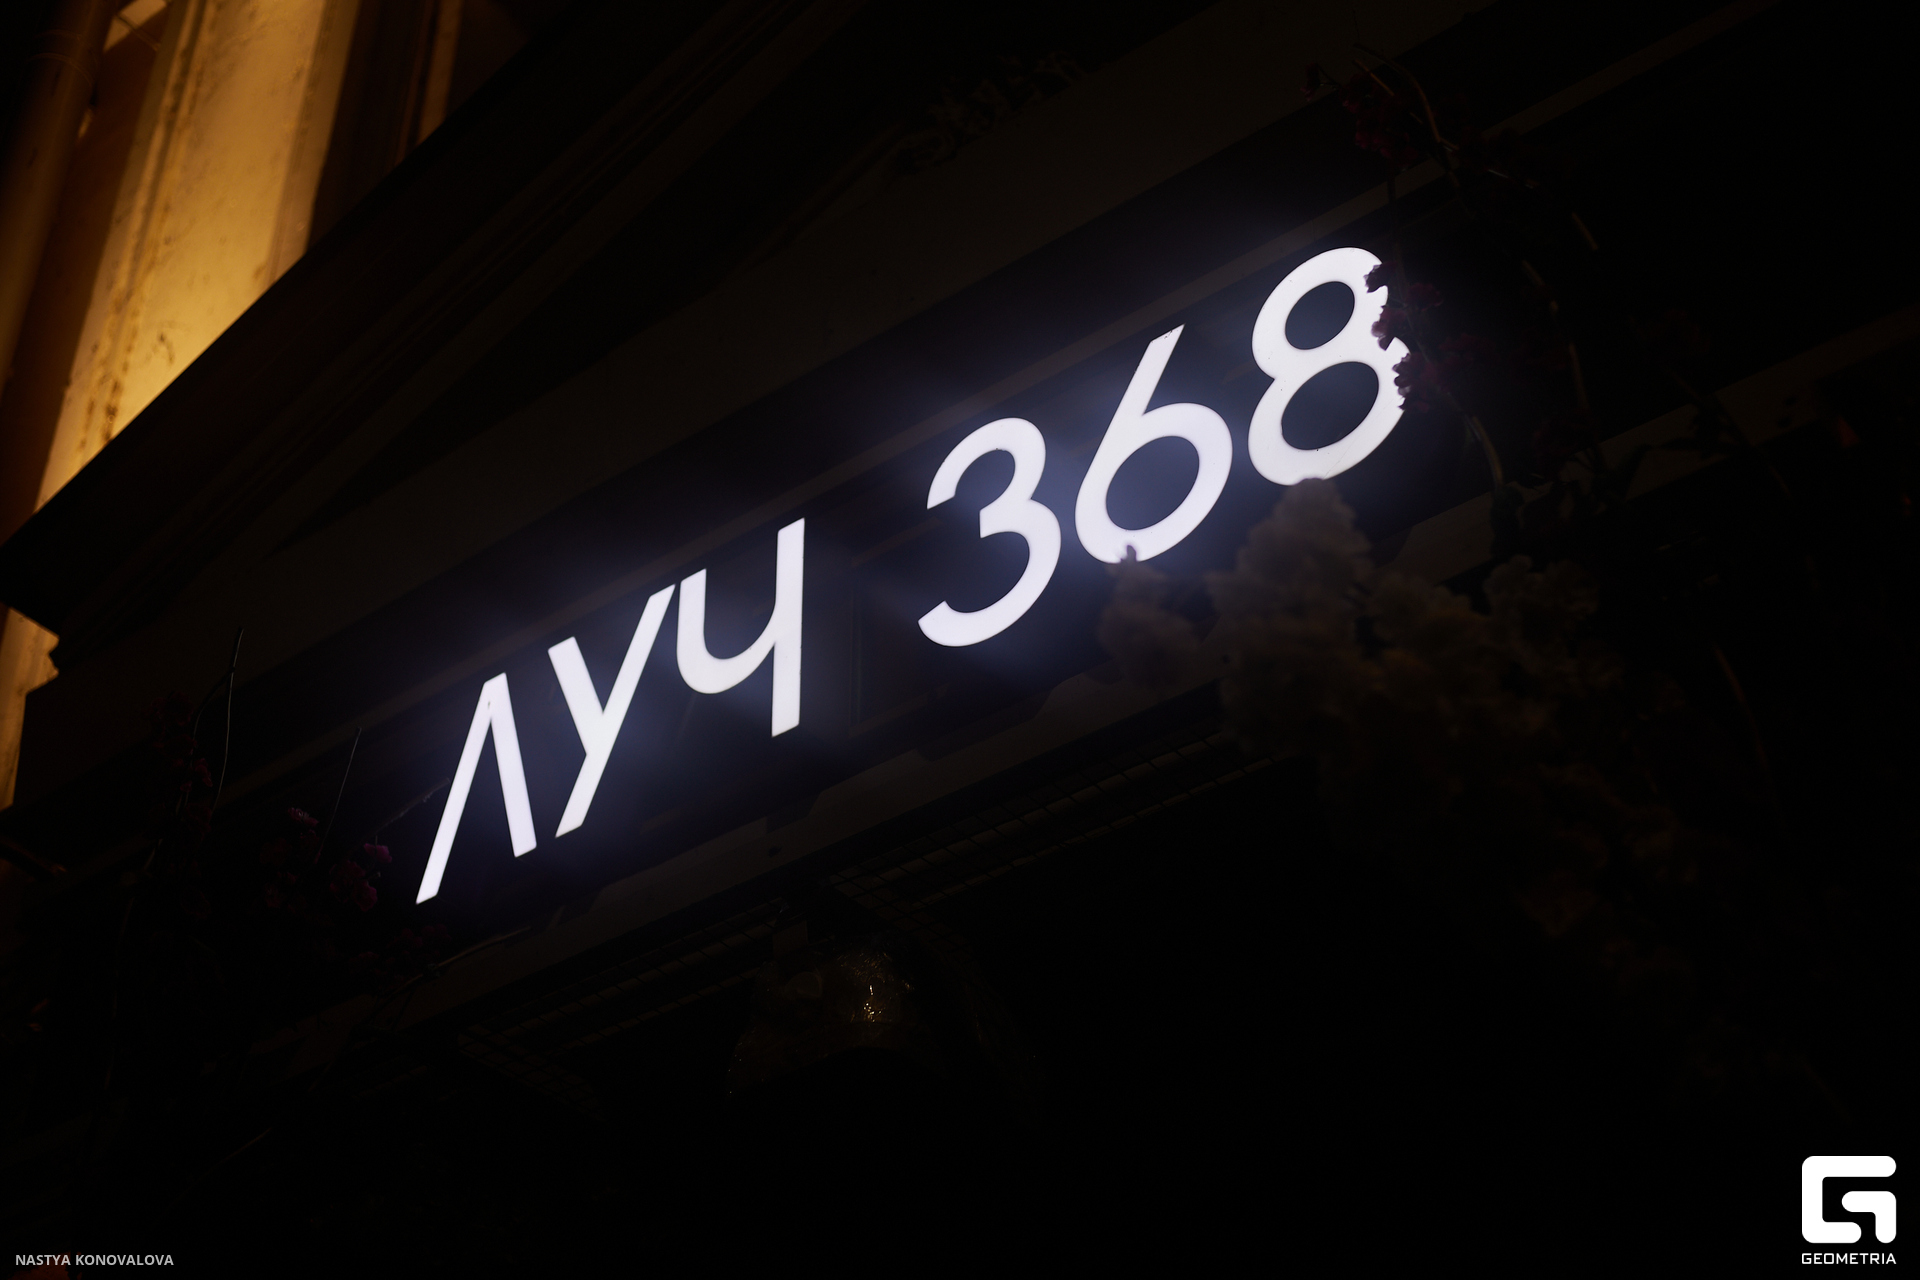 ЛУЧ 368
NASTYA KONOVALOVA
GEOMETRIA